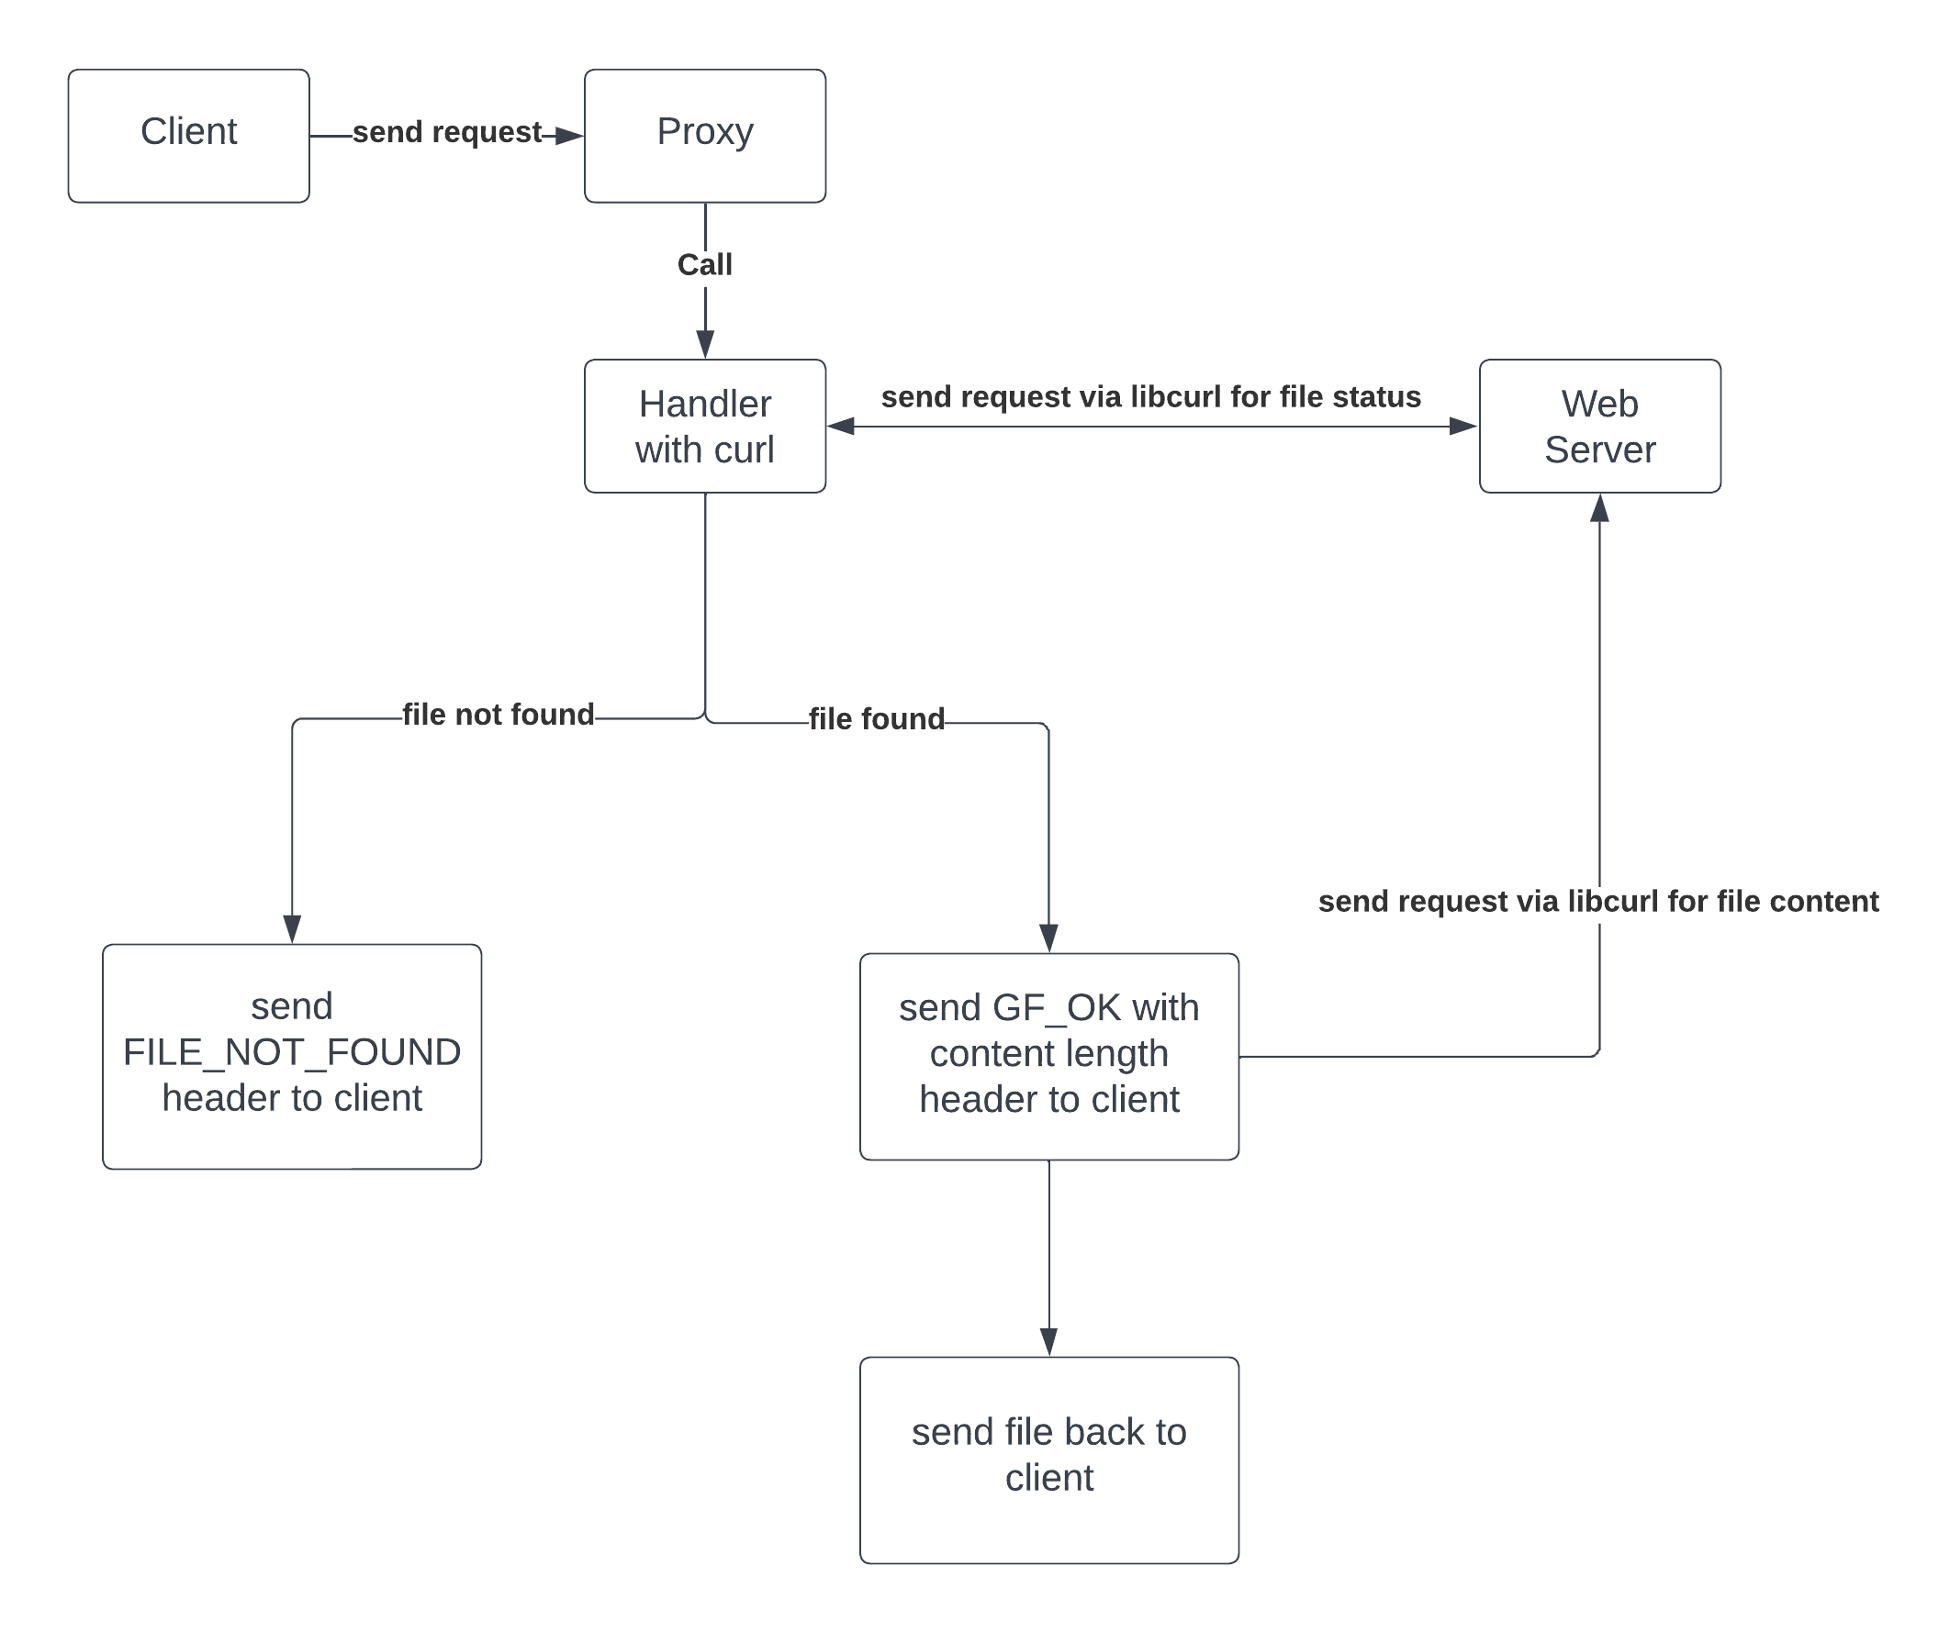 Client
send request
Proxy
Call
Handler
with curl
send request via libcurl for file status
Web
Server
file not found
file found
send request via libcurl for file content
send
FILE_NOT_FOUND
header to client
send GF_OK with
content length
header to client
send file back to
client